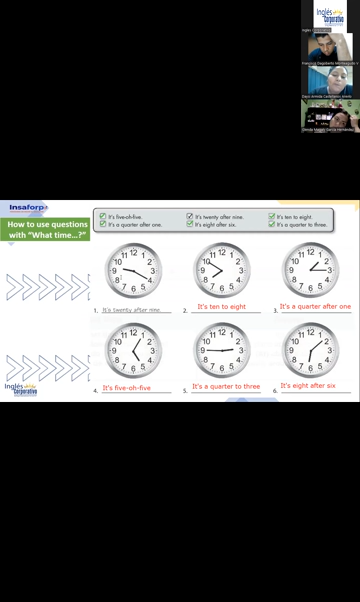 Inglés
Corporativo
Insaforp
How to use questions
with "What time...?"
It's five-oh-five.
It's twenty after nine.
It's ten to eight.
It's a quarter after one.
It's eight after six.
It's a quarter to three.
1. It's twenty after nine.
2. It's ten to eight
3. It's a quarter after one
4. It's five-oh-five
5. It's a quarter to three
6. It's eight after six
Inglés
Corporativo